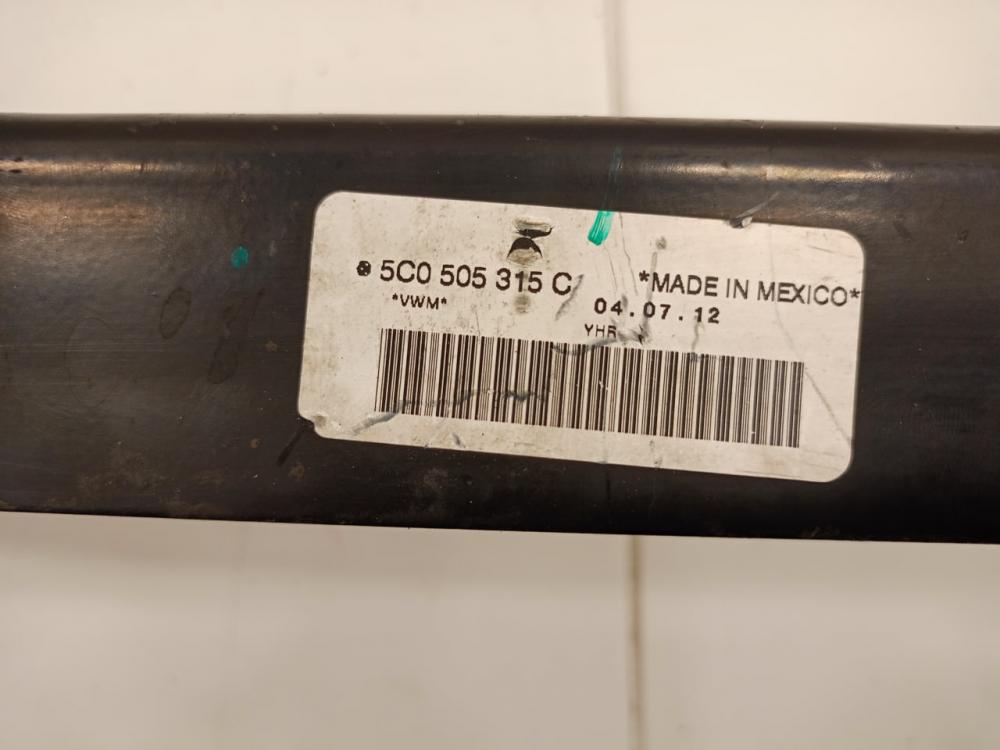 5C0 505 315 C
*MADE IN MEXICO*
*VWM*
04.07.12
YHR